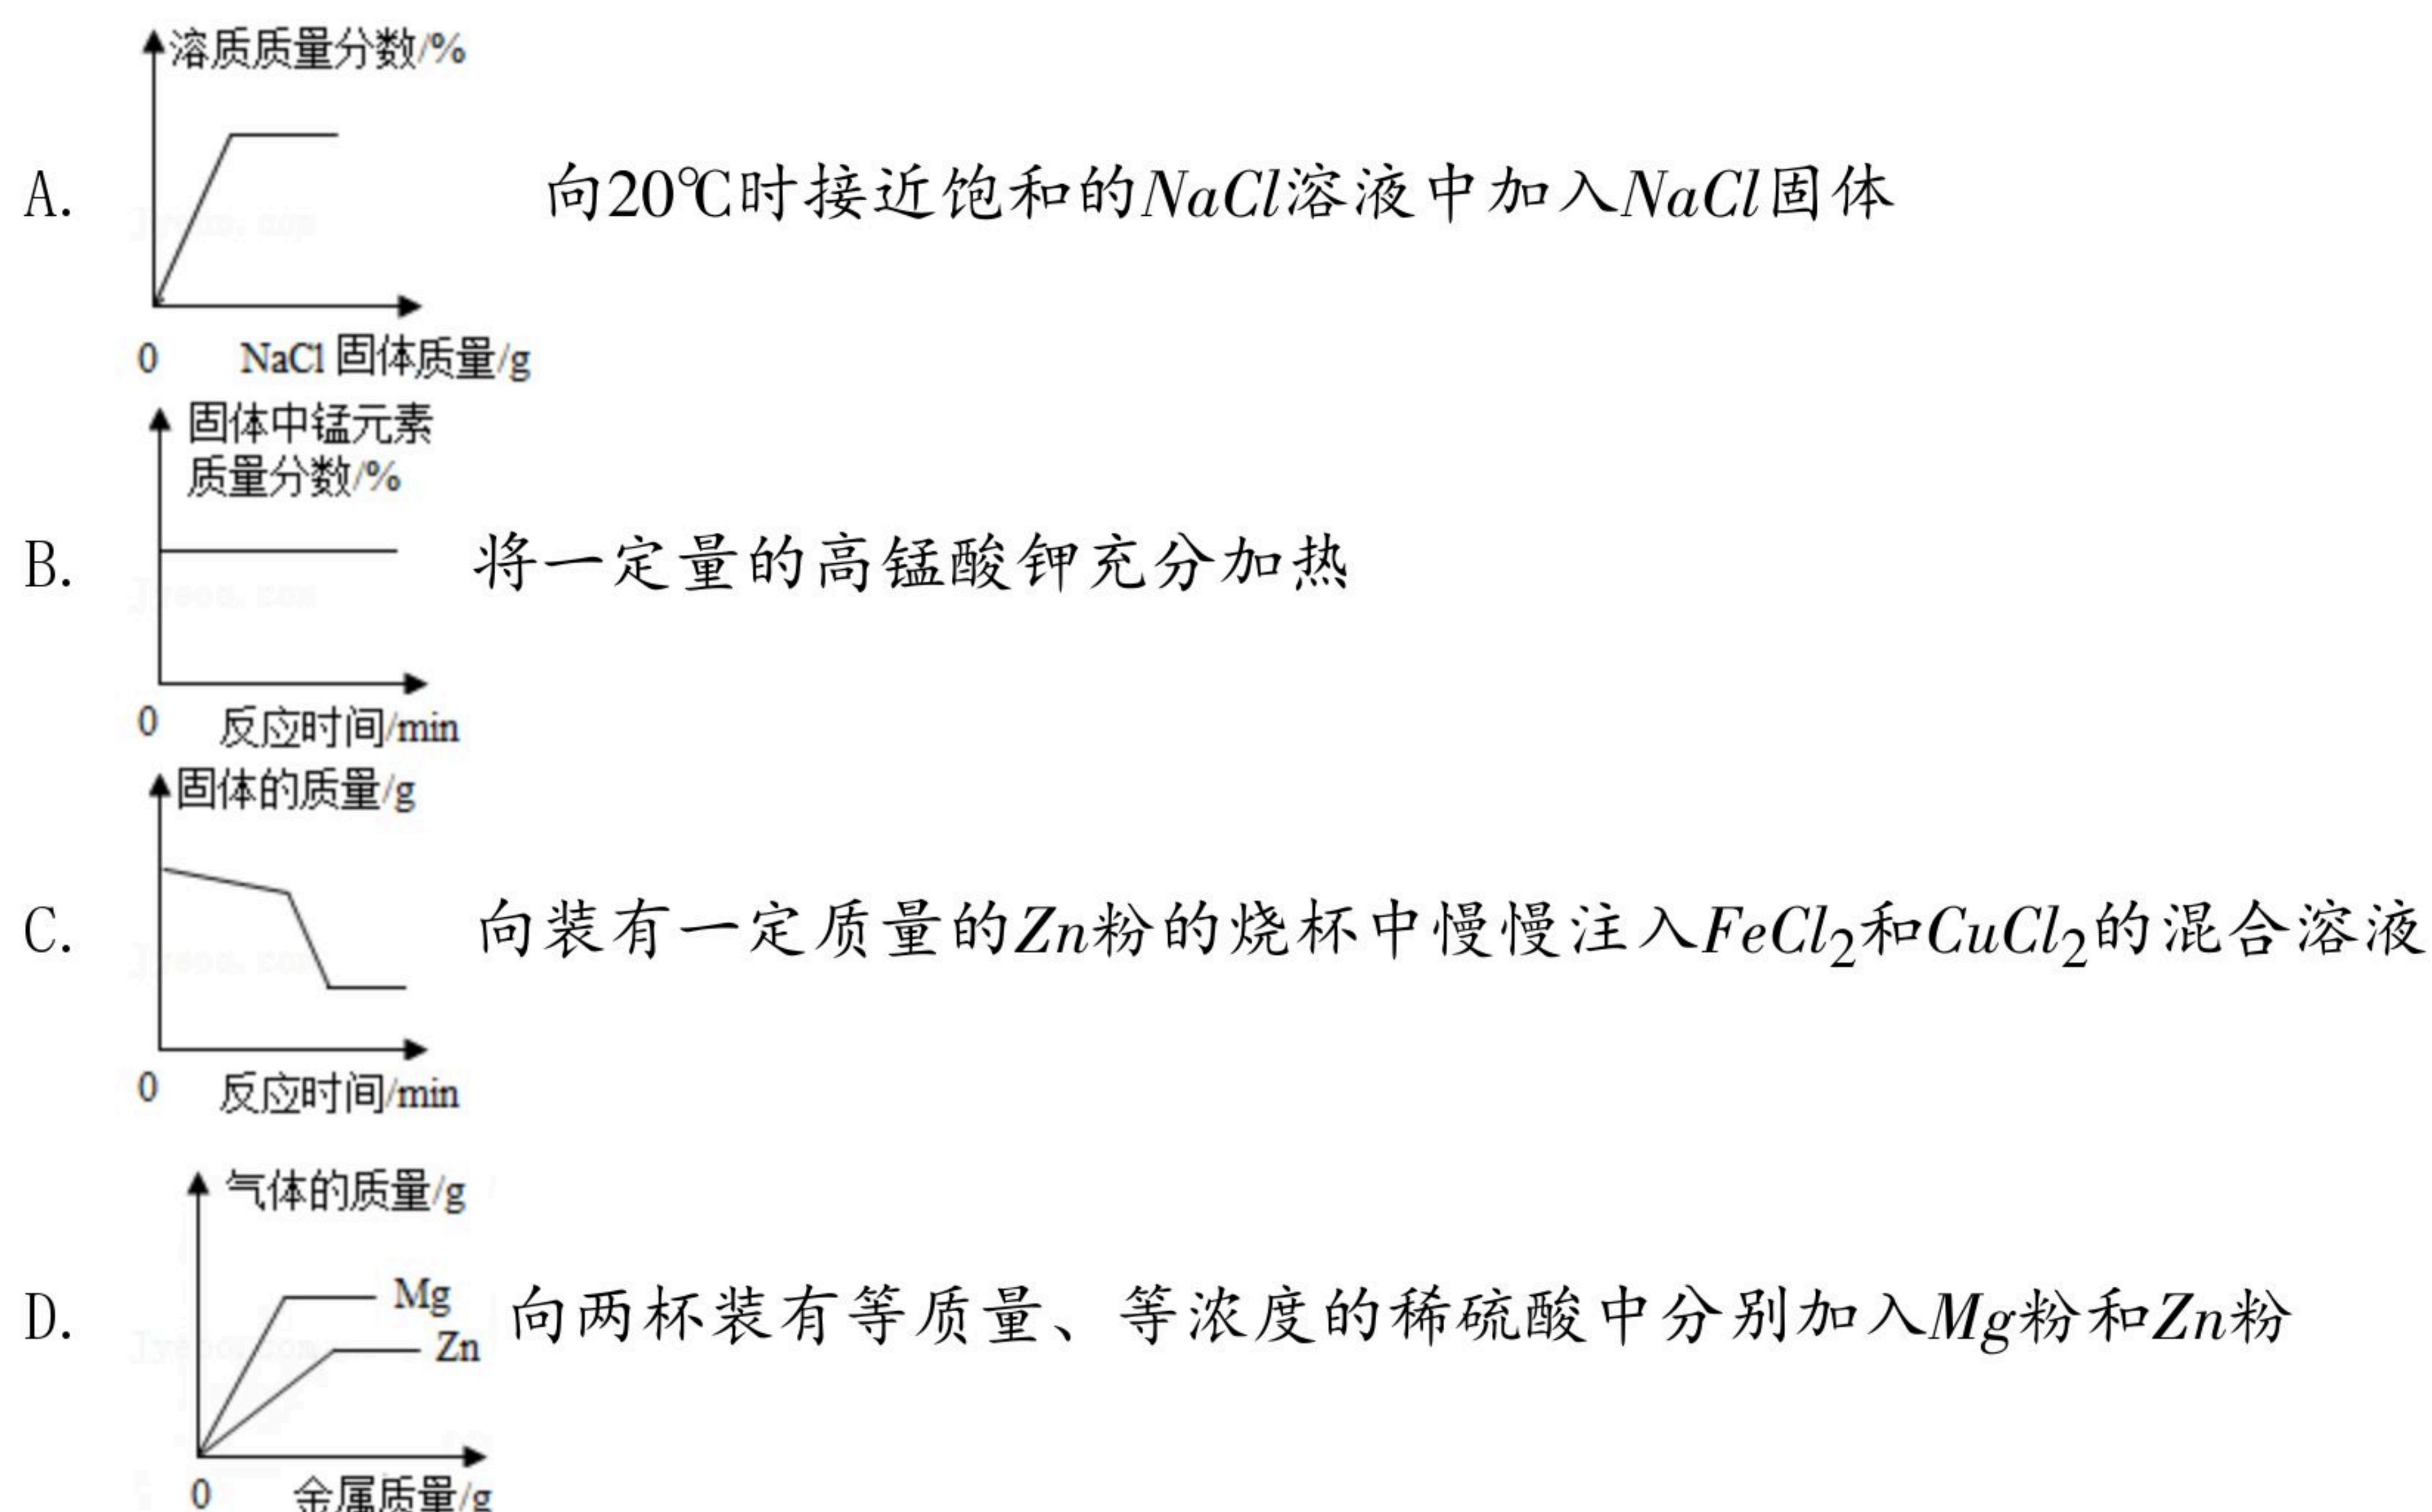 溶质质量分数/%
A.
向20℃时接近饱和的NaCl溶液中加入NaCl固体
0 NaCl 固体质量/g
固体中锰元素
质量分数/%
B.
将一定量的高锰酸钾充分加热
0 反应时间/min
固体的质量/g
C.
向装有一定质量的Zn粉的烧杯中慢慢注入FeCl2和CuCl2的混合溶液
0 反应时间/min
气体的质量/g
Mg
Zn
D.
向两杯装有等质量、等浓度的稀硫酸中分别加入Mg粉和Zn粉
0 金属质量/g